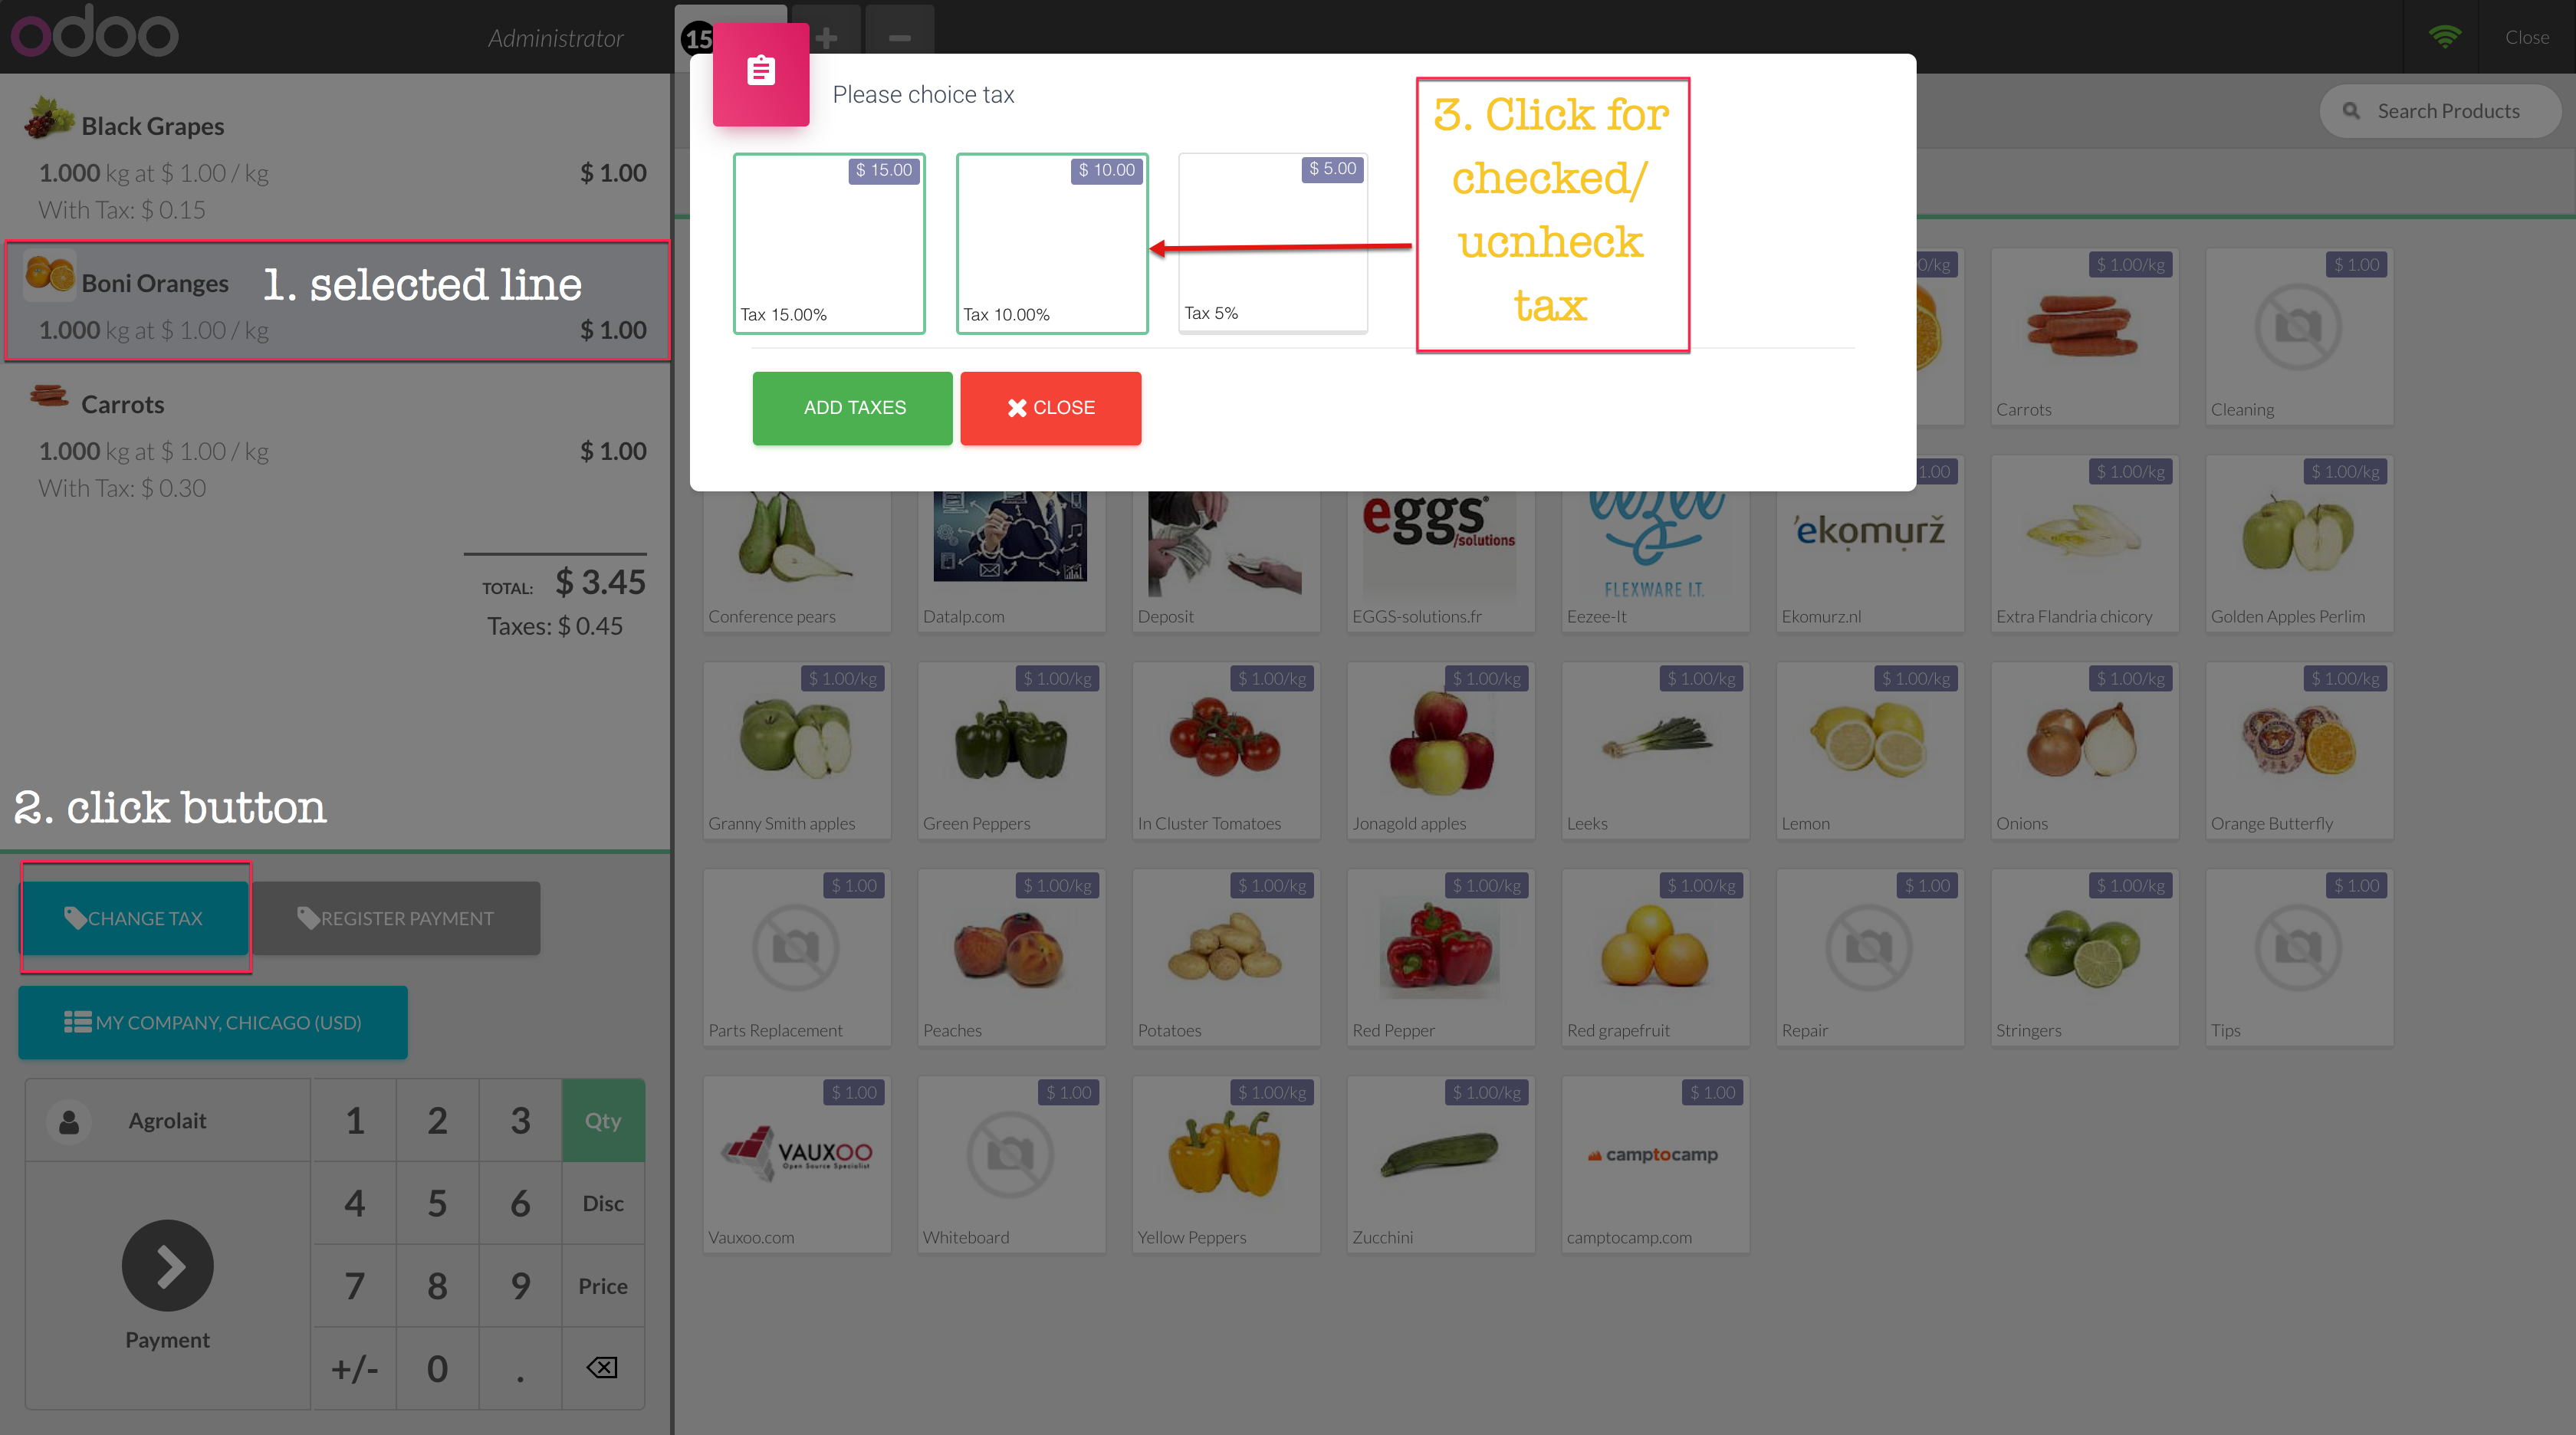 odoo
Administrator
15
+
−
Close
Please choice tax
$ 15.00
Tax 15.00%
$ 10.00
Tax 10.00%
$ 5.00
Tax 5%
3. Click for
checked/
ucnheck
tax
ADD TAXES
CLOSE
Search Products
Black Grapes
1.000 kg at $ 1.00 / kg $ 1.00
With Tax: $ 0.15
Boni Oranges
1. selected line
1.000 kg at $ 1.00 / kg $ 1.00
Carrots
1.000 kg at $ 1.00 / kg $ 1.00
With Tax: $ 0.30
TOTAL: $ 3.45
Taxes: $ 0.45
2. click button
CHANGE TAX
REGISTER PAYMENT
MY COMPANY, CHICAGO (USD)
Agrolait
Payment
1 2 3 Qty
4 5 6 Disc
7 8 9 Price
+/- 0 .
0/kg
$ 1.00/kg
Carrots
$ 1.00
Cleaning
Conference pears
Datalp.com
Deposit
eggs
/solutions
EGGS-solutions.fr
eezee
FLEXWARE I.T.
Eezee-It
1.00
'ekomurž
Ekomurz.nl
$ 1.00/kg
Extra Flandria chicory
$ 1.00/kg
Golden Apples Perlim
$ 1.00/kg
Granny Smith apples
$ 1.00/kg
Green Peppers
$ 1.00/kg
In Cluster Tomatoes
$ 1.00/kg
Jonagold apples
$ 1.00/kg
Leeks
$ 1.00/kg
Lemon
$ 1.00/kg
Onions
$ 1.00/kg
Orange Butterfly
$ 1.00
Parts Replacement
$ 1.00/kg
Peaches
$ 1.00/kg
Potatoes
$ 1.00/kg
Red Pepper
$ 1.00/kg
Red grapefruit
$ 1.00
Repair
$ 1.00/kg
Stringers
$ 1.00
Tips
$ 1.00
VAUXOO
Open Source Specialist
Vauxoo.com
$ 1.00
Whiteboard
$ 1.00/kg
Yellow Peppers
$ 1.00/kg
Zucchini
$ 1.00
camptocamp
camptocamp.com